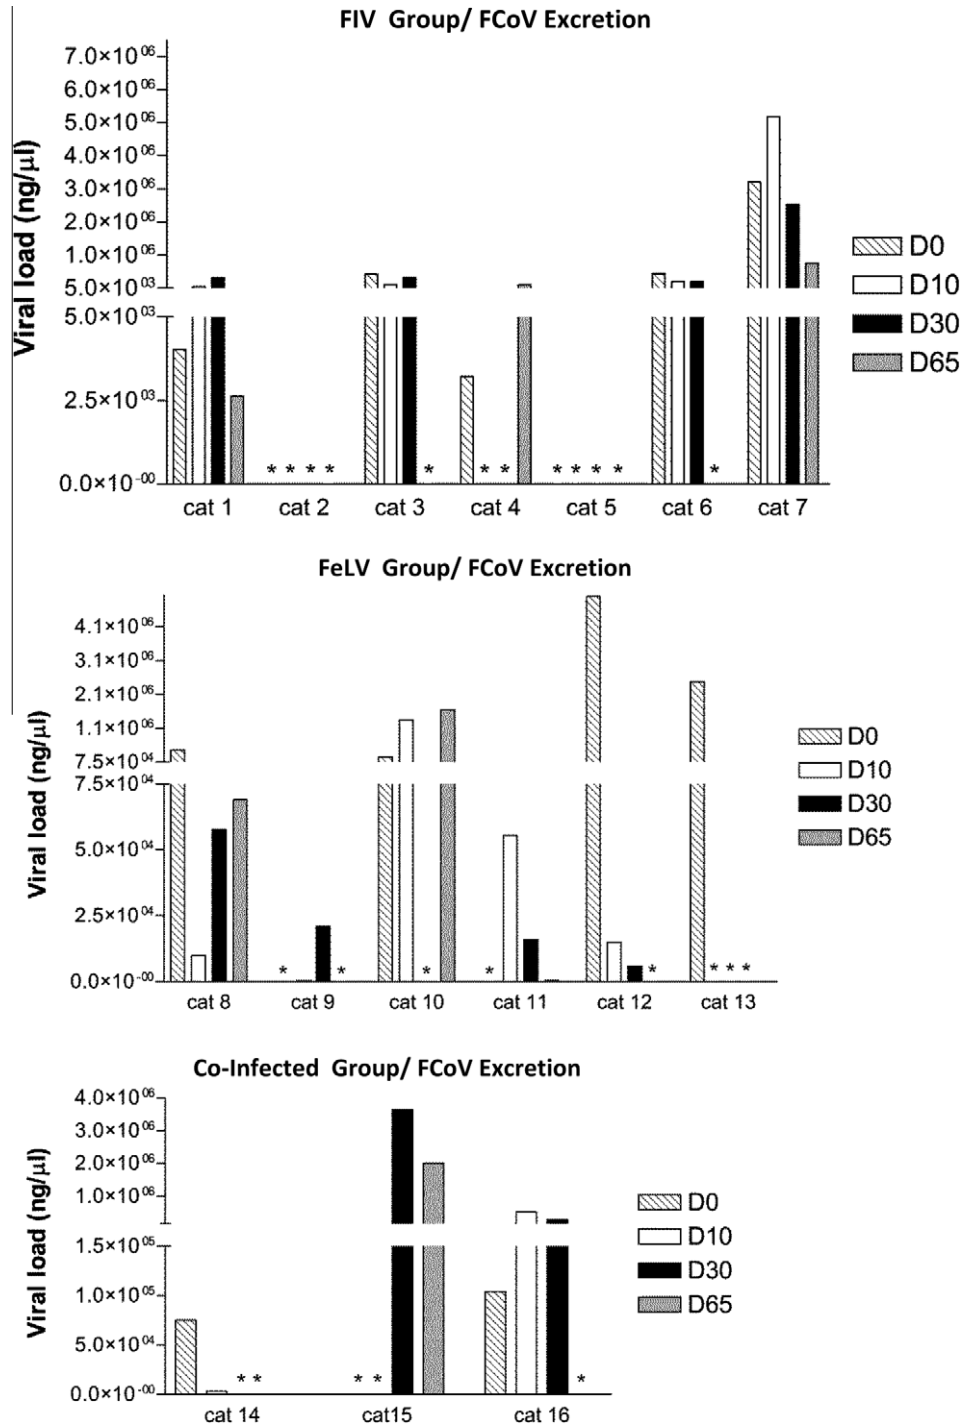 FIV Group/ FCoV Excretion
Viral load (ng/µl)
7.0×10⁰⁶
6.0×10⁰⁶
5.0×10⁰⁶
4.0×10⁰⁶
3.0×10⁰⁶
2.0×10⁰⁶
1.0×10⁰⁶
5.0×10⁰³
5.0×10⁰³
2.5×10⁰³
0.0×10⁻⁰⁰
* * * *
*
* *
* * * *
*
cat 1 cat 2 cat 3 cat 4 cat 5 cat 6 cat 7
D0
D10
D30
D65
FeLV Group/ FCoV Excretion
Viral load (ng/µl)
4.1×10⁰⁶
3.1×10⁰⁶
2.1×10⁰⁶
1.1×10⁰⁶
7.5×10⁰⁴
7.5×10⁰⁴
5.0×10⁰⁴
2.5×10⁰⁴
0.0×10⁻⁰⁰
* *
*
*
*
* * *
cat 8 cat 9 cat 10 cat 11 cat 12 cat 13
D0
D10
D30
D65
Co-Infected Group/ FCoV Excretion
Viral load (ng/µl)
4.0×10⁰⁶
3.0×10⁰⁶
2.0×10⁰⁶
1.0×10⁰⁶
1.5×10⁰⁵
1.0×10⁰⁵
5.0×10⁰⁴
0.0×10⁻⁰⁰
* *
* *
*
cat 14 cat15 cat 16
D0
D10
D30
D65